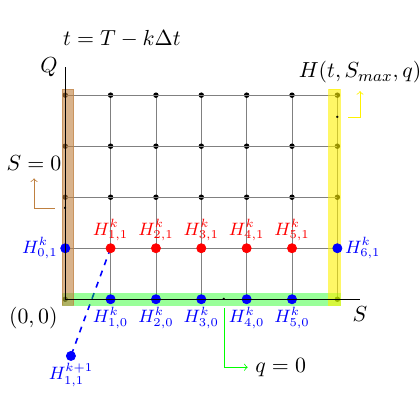 t = T − kΔt
Q
H(t, S_{max}, q)
S = 0
H^k_{1,1} H^k_{2,1} H^k_{3,1} H^k_{4,1} H^k_{5,1}
H^k_{0,1} H^k_{6,1}
(0, 0) H^k_{1,0} H^k_{2,0} H^k_{3,0} H^k_{4,0} H^k_{5,0} S
q = 0
H^{k+1}_{1,1}